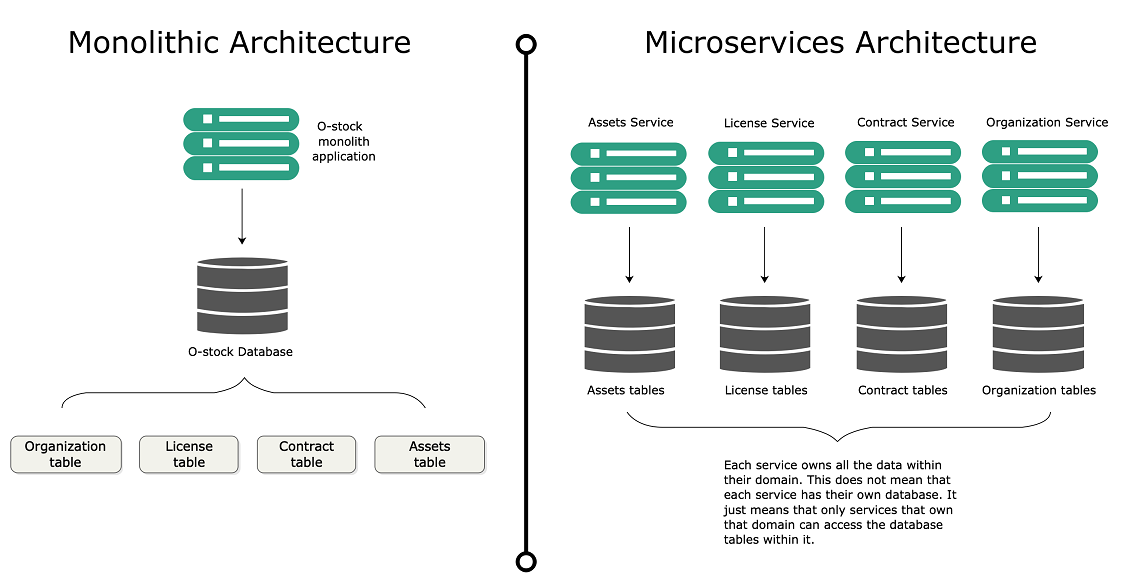 Monolithic Architecture
O-stock
monolith
application
O-stock Database
Organization
table
License
table
Contract
table
Assets
table
Microservices Architecture
Assets Service
License Service
Contract Service
Organization Service
Assets tables
License tables
Contract tables
Organization tables
Each service owns all the data within
their domain. This does not mean that
each service has their own database. It
just means that only services that own
that domain can access the database
tables within it.